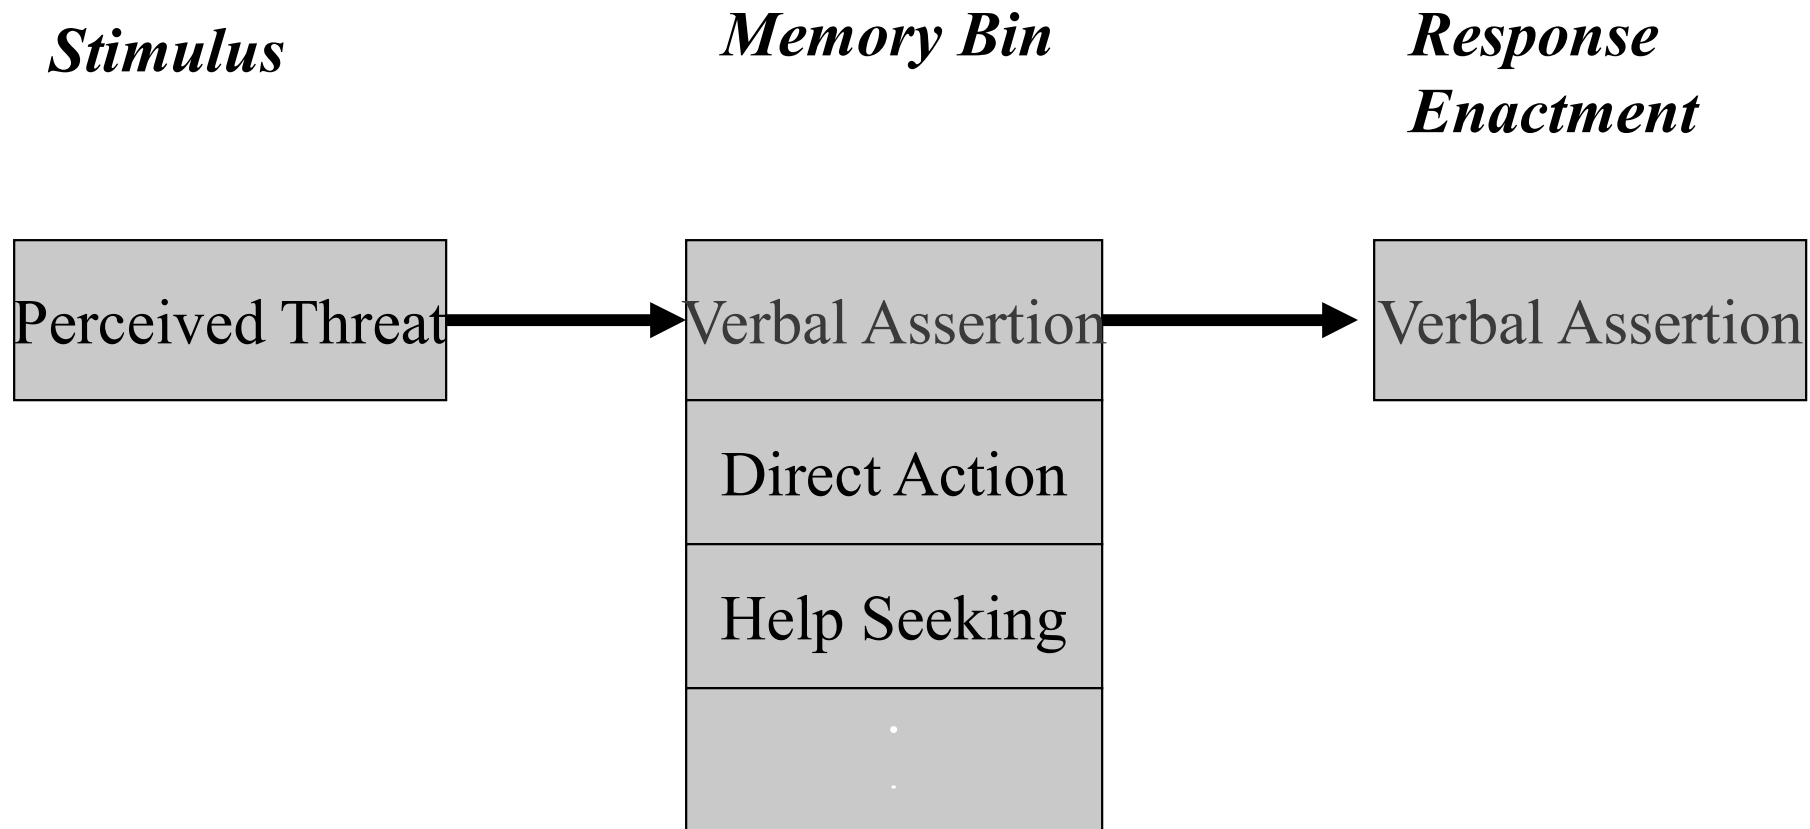 Stimulus
Memory Bin
Response
Enactment
Perceived Threat
Verbal Assertion
Verbal Assertion
Direct Action
Help Seeking
.
.